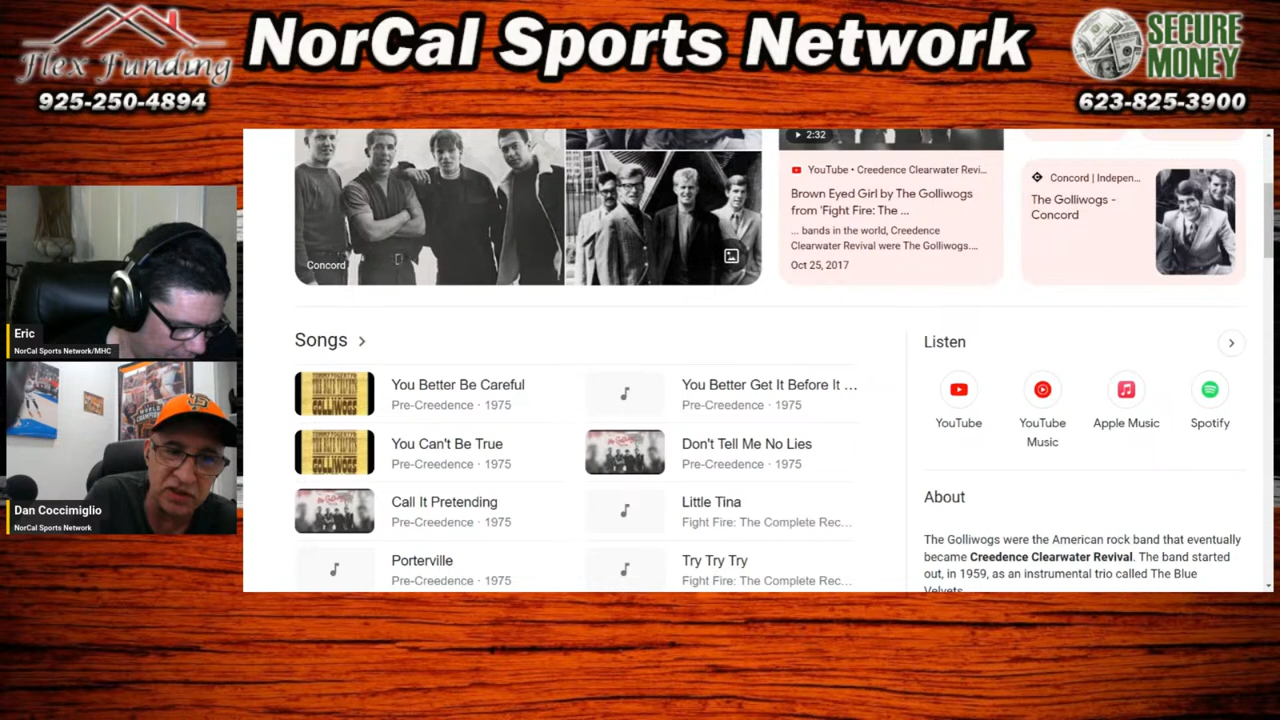 Flex Funding
925-250-4894
NorCal Sports Network
SECURE
MONEY
623-825-3900
Eric
NorCal Sports Network/MHC
WORLD
Dan Coccimiglio
NorCal Sports Network
Concord
2:32
YouTube • Creedence Clearwater Revi...
Brown Eyed Girl by The Golliwogs
from 'Fight Fire: The ...
... bands in the world, Creedence
Clearwater Revival were The Golliwogs....
Oct 25, 2017
Concord | Indepen...
The Golliwogs -
Concord
Songs
You Better Be Careful
Pre-Creedence · 1975
You Better Get It Before It ...
Pre-Creedence · 1975
You Can't Be True
Pre-Creedence · 1975
Don't Tell Me No Lies
Pre-Creedence · 1975
Call It Pretending
Pre-Creedence · 1975
Little Tina
Fight Fire: The Complete Rec...
Porterville
Pre-Creedence · 1975
Try Try Try
Fight Fire: The Complete Rec...
GOLLIWOGS
GOLLIWOGS
Listen
YouTube
YouTube
Music
Apple Music
Spotify
About
The Golliwogs were the American rock band that eventually
became Creedence Clearwater Revival. The band started
out, in 1959, as an instrumental trio called The Blue
Velvets